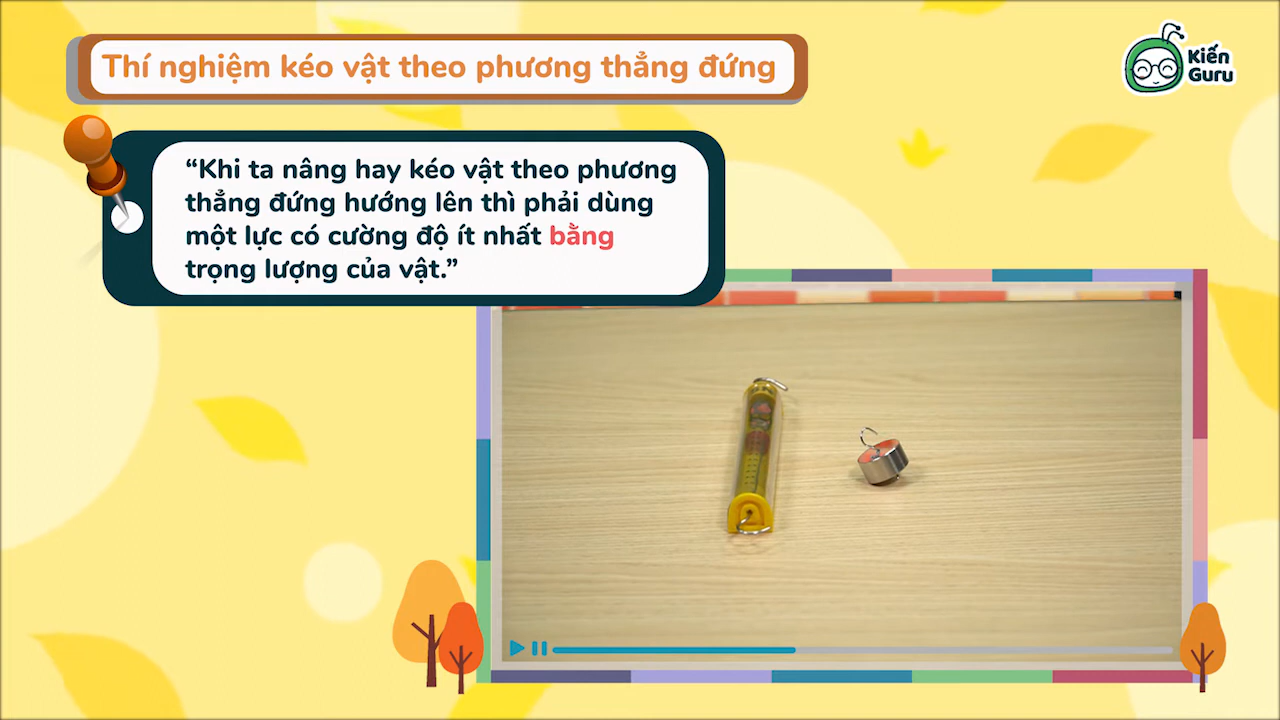 Thí nghiệm kéo vật theo phương thẳng đứng
Kiến
Guru
“Khi ta nâng hay kéo vật theo phương
thẳng đứng hướng lên thì phải dùng
một lực có cường độ ít nhất bằng
trọng lượng của vật.”